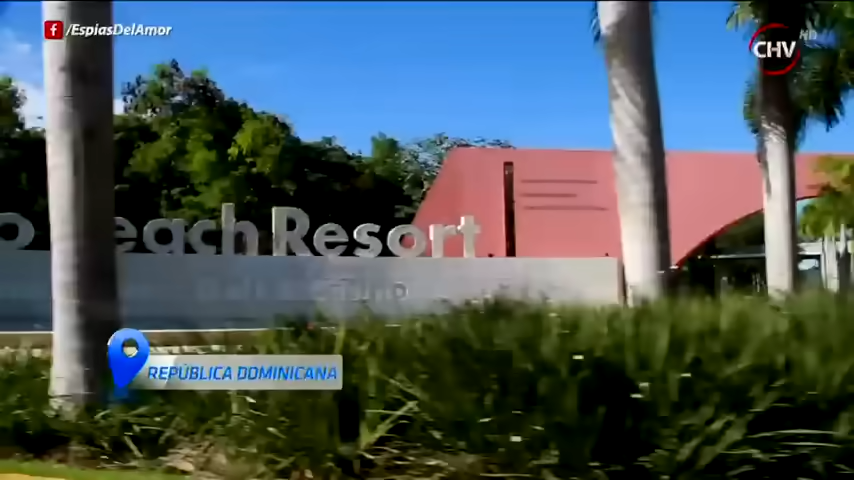 /EspiasDelAmor
CHV HD
each Resort
REPÚBLICA DOMINICANA